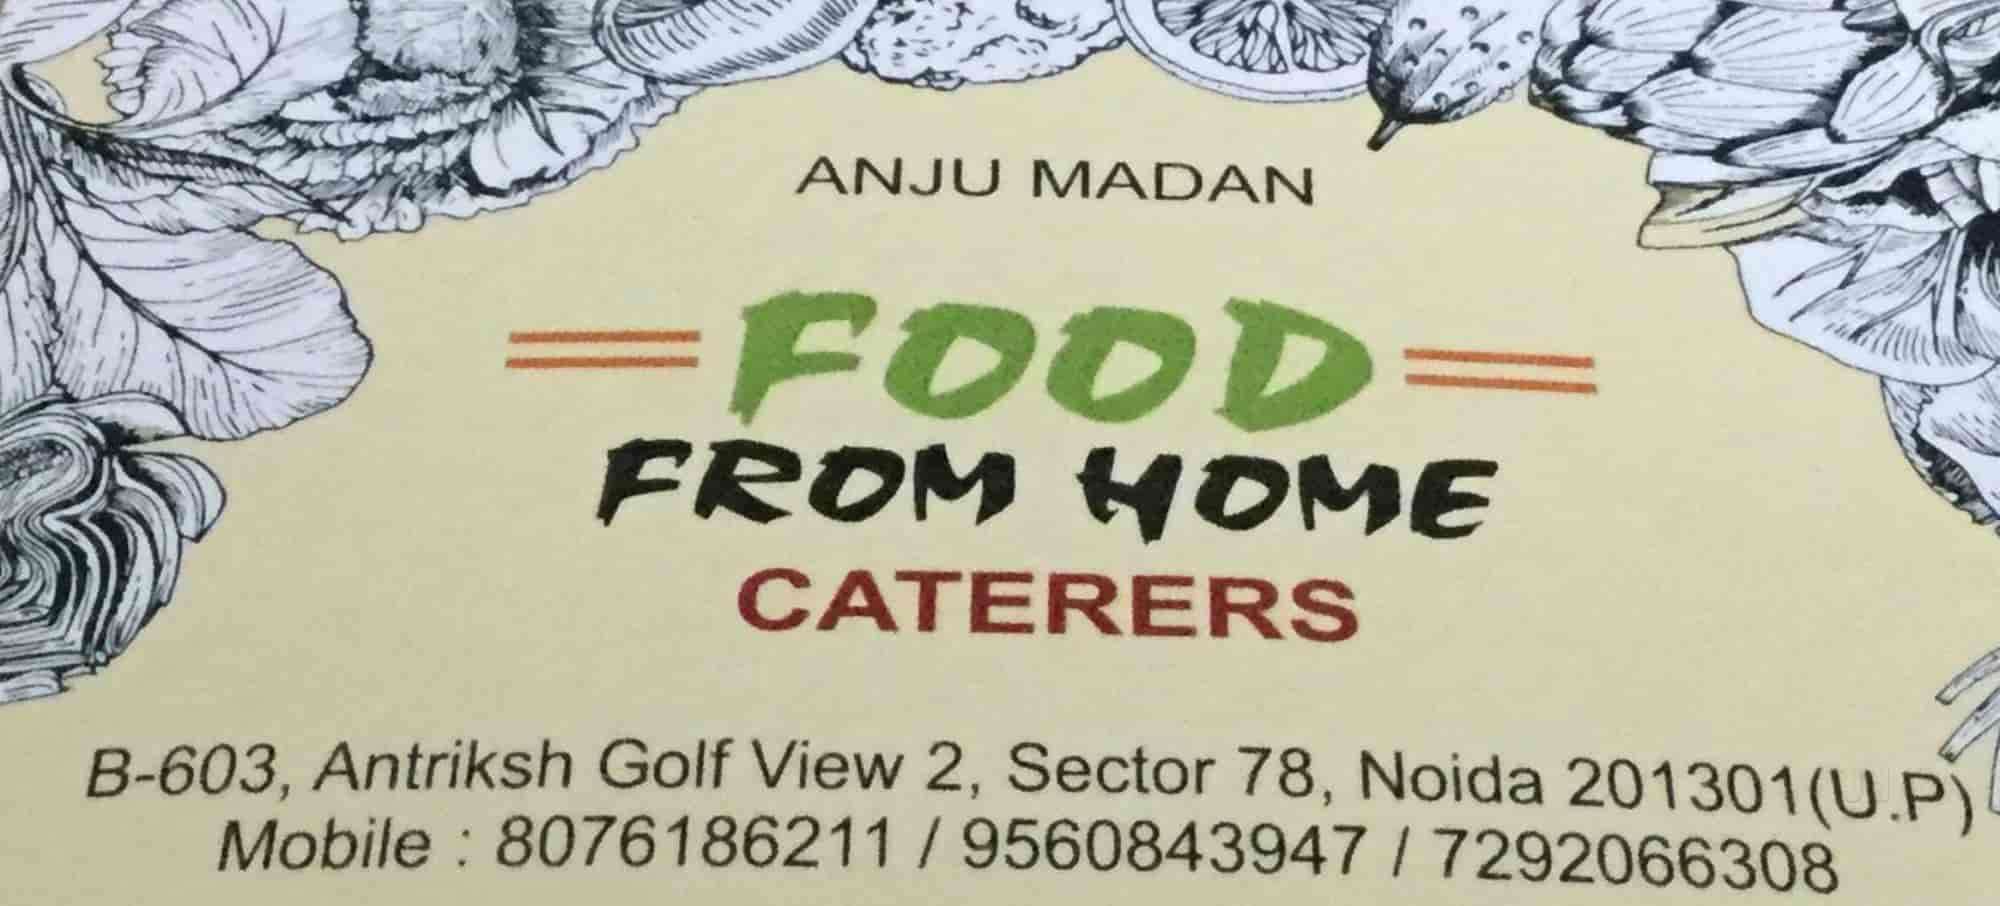 ANJU MADAN
FOOD
FROM HOME
CATERERS
B-603, Antriksh Golf View 2, Sector 78, Noida 201301(U.P)
Mobile : 8076186211 / 9560843947 / 7292066308